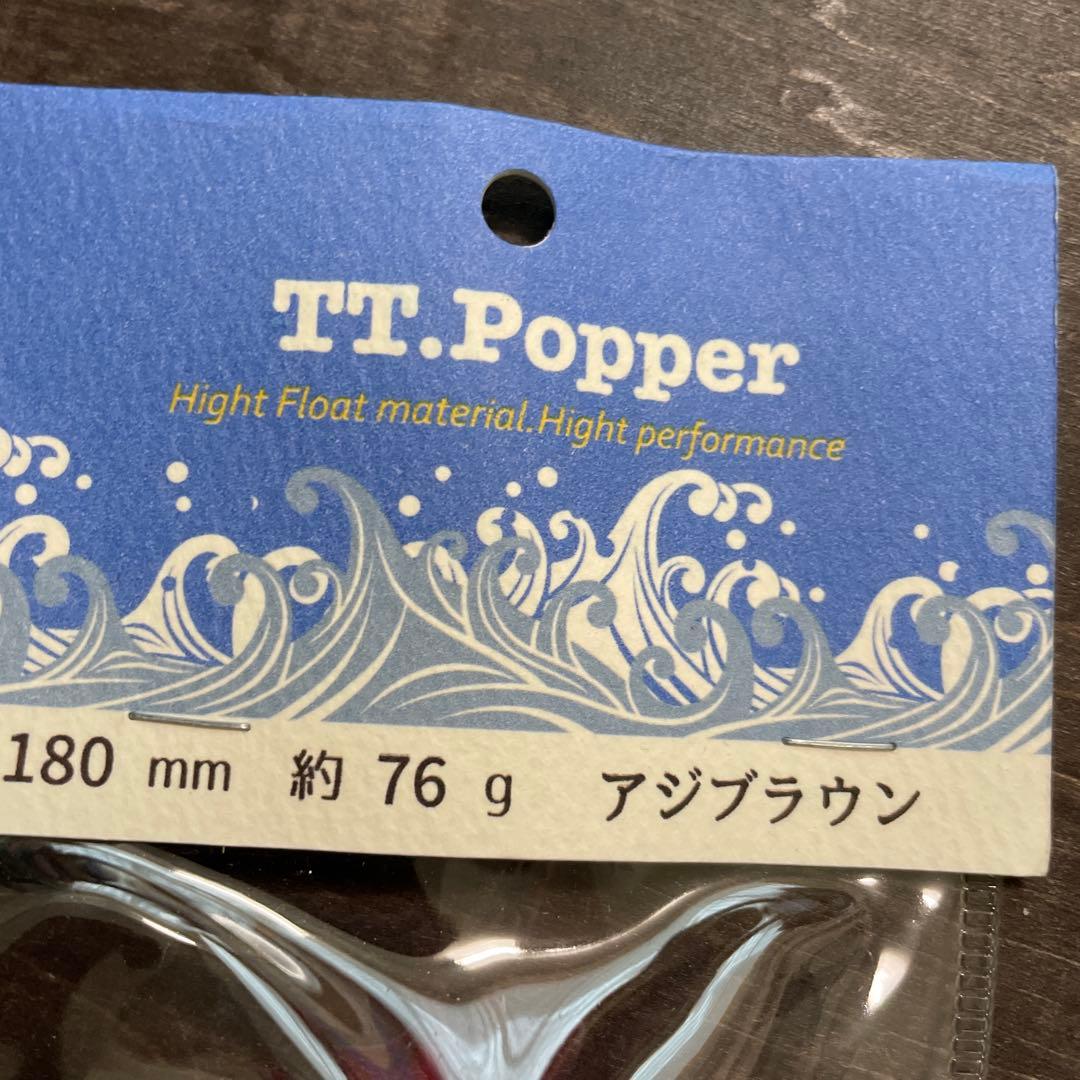 TT.Popper
Hight Float material.Hight performance
180 mm 約 76 g アジブラウン